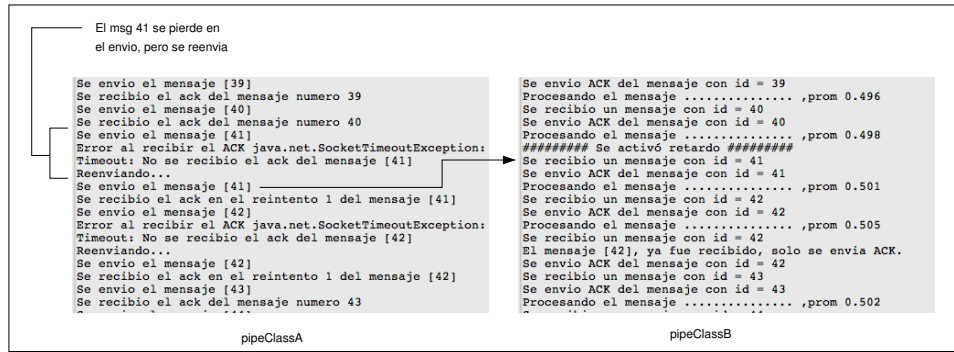 El msg 41 se pierde en
el envio, pero se reenvia
Se envio el mensaje [39]
Se recibio el ack del mensaje numero 39
Se envio el mensaje [40]
Se recibio el ack del mensaje numero 40
Se envio el mensaje [41]
Error al recibir el ACK java.net.SocketTimeoutException:
Timeout: No se recibio el ack del mensaje [41]
Reenviando...
Se envio el mensaje [41]
Se recibio el ack en el reintento 1 del mensaje [41]
Se envio el mensaje [42]
Error al recibir el ACK java.net.SocketTimeoutException:
Timeout: No se recibio el ack del mensaje [42]
Reenviando...
Se envio el mensaje [42]
Se recibio el ack en el reintento 1 del mensaje [42]
Se envio el mensaje [43]
Se recibio el ack del mensaje numero 43
pipeClassA
Se envio ACK del mensaje con id = 39
Procesando el mensaje ............... ,prom 0.496
Se recibio un mensaje con id = 40
Se envio ACK del mensaje con id = 40
Procesando el mensaje ............... ,prom 0.498
######### Se activó retardo #########
Se recibio un mensaje con id = 41
Se envio ACK del mensaje con id = 41
Procesando el mensaje ............... ,prom 0.501
Se recibio un mensaje con id = 42
Se envio ACK del mensaje con id = 42
Procesando el mensaje ............... ,prom 0.505
Se recibio un mensaje con id = 42
El mensaje [42], ya fue recibido, solo se envia ACK.
Se envio ACK del mensaje con id = 42
Se recibio un mensaje con id = 43
Se envio ACK del mensaje con id = 43
Procesando el mensaje ............... ,prom 0.502
pipeClassB